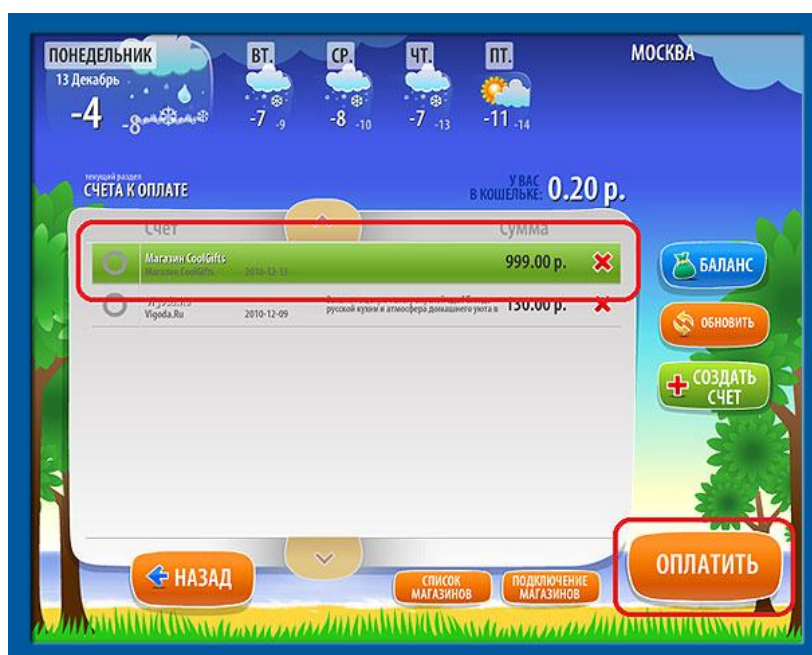 ПОНЕДЕЛЬНИК
ВТ.
СР.
ЧТ.
ПТ.
МОСКВА
13 Декабрь
-4 -8
-7 -9
-8 -10
-7 -13
-11 -14
текущий раздел
СЧЕТА К ОПЛАТЕ
У ВАС
В КОШЕЛЬКЕ: 0.20 р.
Счет Сумма
Магазин CoolGifts 999.00 р.
Магазин CoolGifts 2010-12-13
130.00 р.
Vigoda.Ru 2010-12-09 русской кухни и атмосфера домашнего уюта в
БАЛАНС
ОБНОВИТЬ
СОЗДАТЬ
СЧЕТ
НАЗАД
СПИСОК
МАГАЗИНОВ
ПОДКЛЮЧЕНИЕ
МАГАЗИНОВ
ОПЛАТИТЬ